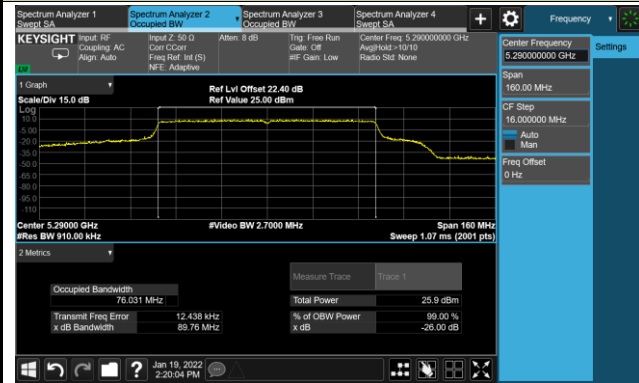 Spectrum Analyzer 1
Swept SA
Spectrum Analyzer 2
Occupied BW
Spectrum Analyzer 3
Occupied BW
Spectrum Analyzer 4
Swept SA
+
Frequency
KEYSIGHT
Input: RF
Coupling: AC
Align: Auto
Input Z: 50 Ω
Corr CCorr
Freq Ref: Int (S)
NFE: Adaptive
Atten: 8 dB
Trig: Free Run
Gate: Off
#IF Gain: Low
Center Freq: 5.290000000 GHz
Avg|Hold:>10/10
Radio Std: None
Center Frequency
5.290000000 GHz
Settings
Span
160.00 MHz
CF Step
16.000000 MHz
Auto
Man
Freq Offset
0 Hz
1 Graph
Scale/Div 15.0 dB
Ref Lvl Offset 22.40 dB
Ref Value 25.00 dBm
Log
10.0
-5.00
-20.0
-35.0
-50.0
-65.0
-80.0
-95.0
-110
Center 5.29000 GHz
#Res BW 910.00 kHz
#Video BW 2.7000 MHz
Span 160 MHz
Sweep 1.07 ms (2001 pts)
2 Metrics
Measure Trace
Trace 1
Occupied Bandwidth
76.031 MHz
Total Power
25.9 dBm
Transmit Freq Error
12.438 kHz
% of OBW Power
99.00 %
x dB Bandwidth
89.76 MHz
x dB
-26.00 dB
?
Jan 19, 2022
2:20:04 PM